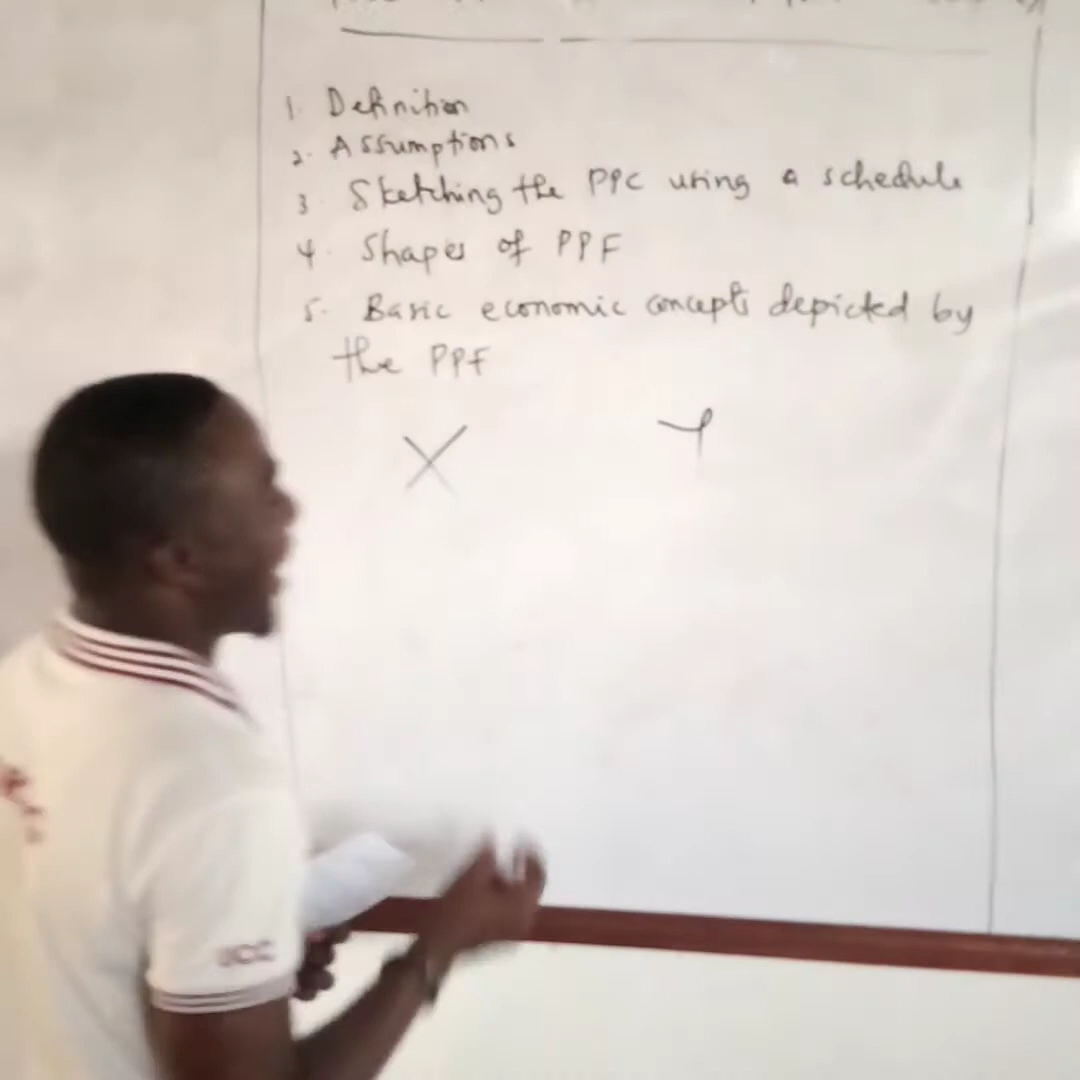 1. Definition
2. Assumptions
3. Sketching the PPC using a schedule
4. Shapes of PPF
5. Basic economic concepts depicted by
the PPF
X Y
UCC